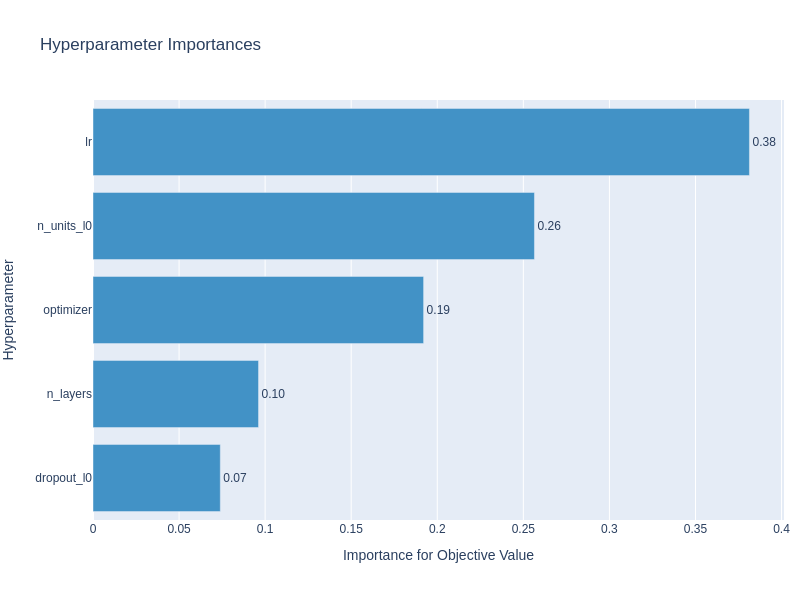 Hyperparameter Importances
lr
0.38
n_units_l0
0.26
optimizer
0.19
n_layers
0.10
dropout_l0
0.07
Hyperparameter
0
0.05
0.1
0.15
0.2
0.25
0.3
0.35
0.4
Importance for Objective Value